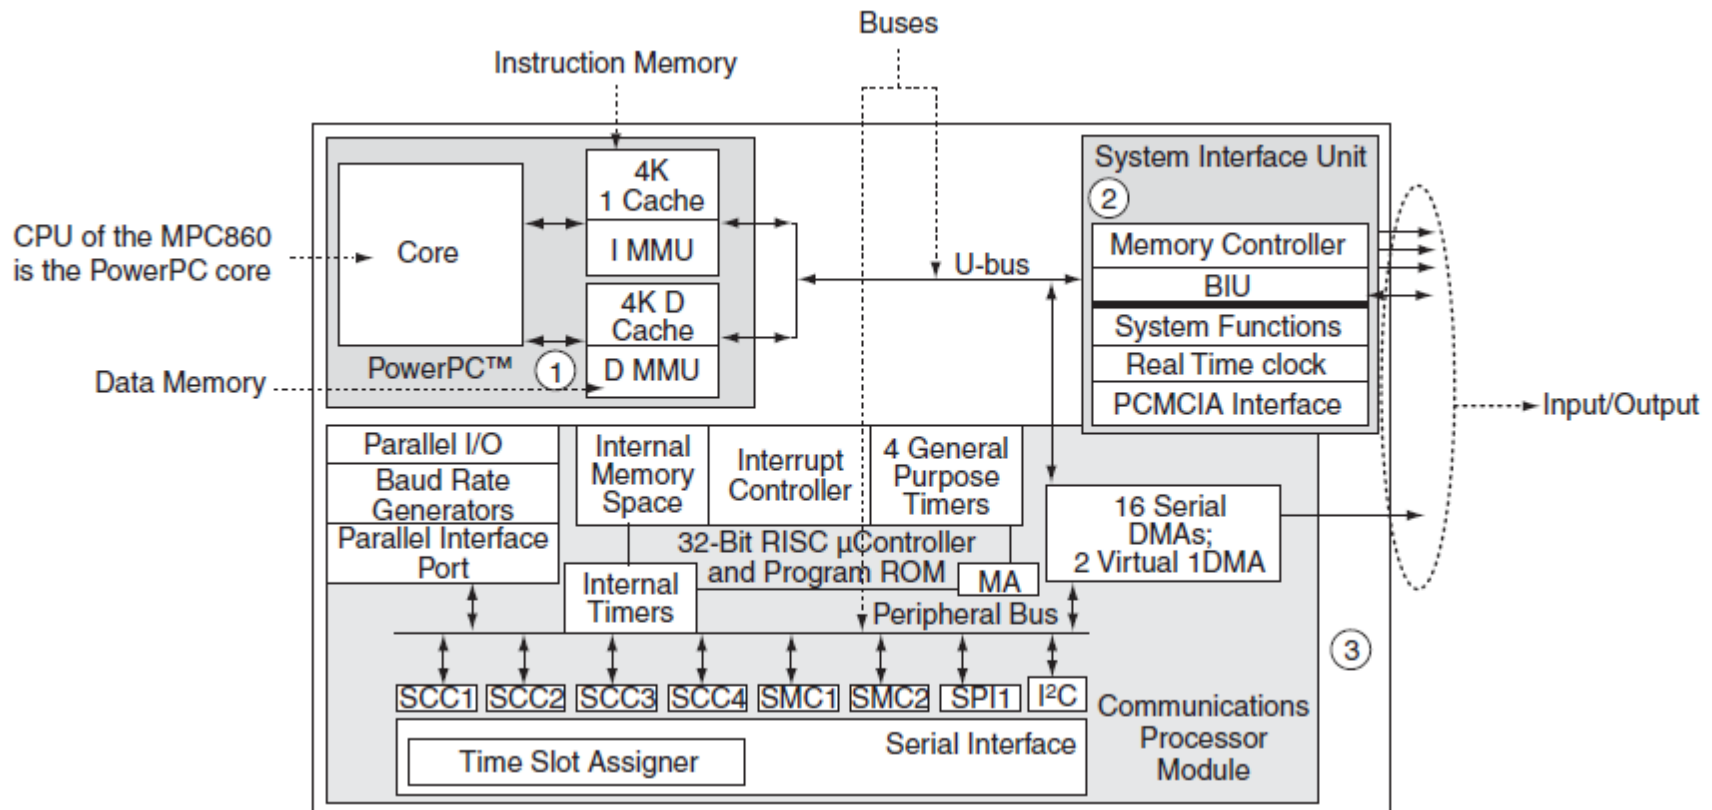 Buses
Instruction Memory
CPU of the MPC860
is the PowerPC core
Data Memory
Core
PowerPC™
1
4K
1 Cache
I MMU
4K D
Cache
D MMU
U-bus
System Interface Unit
2
Memory Controller
BIU
System Functions
Real Time clock
PCMCIA Interface
Input/Output
Parallel I/O
Baud Rate
Generators
Parallel Interface
Port
Internal
Memory
Space
Interrupt
Controller
4 General
Purpose
Timers
16 Serial
DMAs;
2 Virtual 1DMA
32-Bit RISC µController
and Program ROM
MA
Internal
Timers
Peripheral Bus
3
SCC1
SCC2
SCC3
SCC4
SMC1
SMC2
SPI1
I²C
Serial Interface
Time Slot Assigner
Communications
Processor
Module